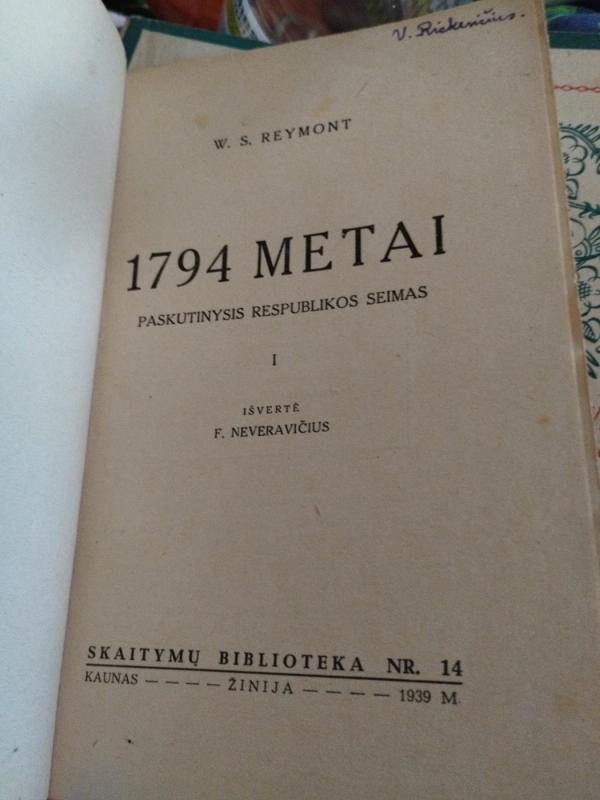 V. Rickevičius.
W. S. REYMONT
1794 METAI
PASKUTINYSIS RESPUBLIKOS SEIMAS
I
IŠVERTĖ
F. NEVERAVIČIUS
SKAITYMŲ BIBLIOTEKA NR. 14
KAUNAS — — — — ŽINIJA — — — — 1939 M.